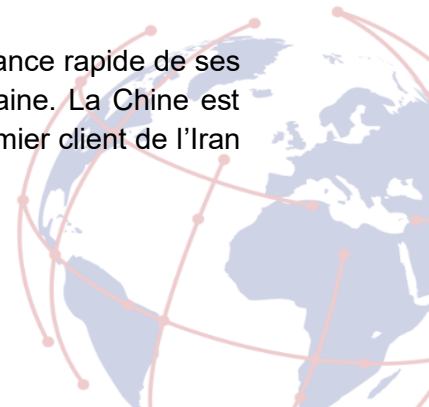 ance rapide de ses
aine. La Chine est
mier client de l’Iran